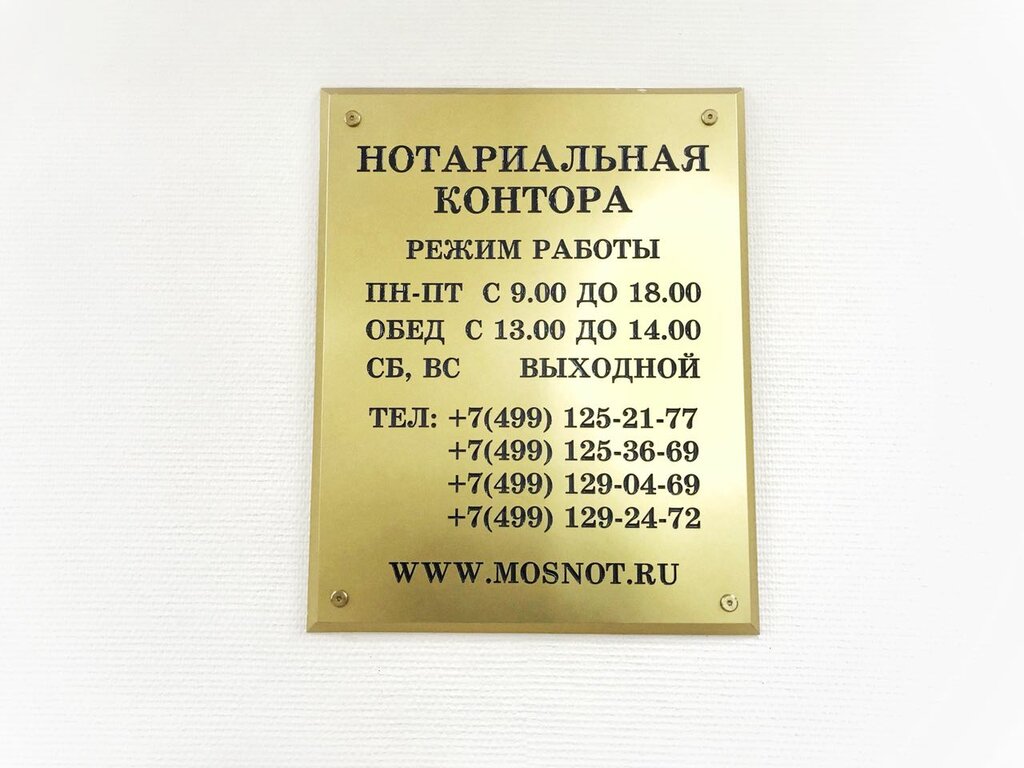 НОТАРИАЛЬНАЯ
КОНТОРА
РЕЖИМ РАБОТЫ
ПН-ПТ С 9.00 ДО 18.00
ОБЕД С 13.00 ДО 14.00
СБ, ВС ВЫХОДНОЙ
ТЕЛ: +7(499) 125-21-77
+7(499) 125-36-69
+7(499) 129-04-69
+7(499) 129-24-72
WWW.MOSNOT.RU